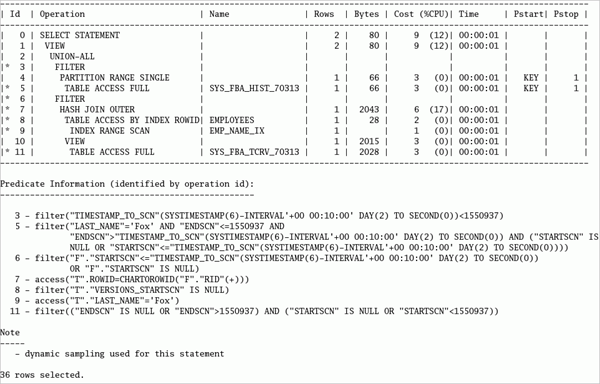 | Id | Operation | Name | Rows | Bytes | Cost (%CPU)| Time | Pstart| Pstop |
| 0 | SELECT STATEMENT | | 2 | 80 | 9 (12)| 00:00:01 | | |
| 1 | VIEW | | 2 | 80 | 9 (12)| 00:00:01 | | |
| 2 | UNION-ALL | | | | | | | |
|* 3 | FILTER | | | | | | | |
| 4 | PARTITION RANGE SINGLE | | 1 | 66 | 3 (0)| 00:00:01 | KEY | 1 |
|* 5 | TABLE ACCESS FULL | SYS_FBA_HIST_70313 | 1 | 66 | 3 (0)| 00:00:01 | KEY | 1 |
|* 6 | FILTER | | | | | | | |
|* 7 | HASH JOIN OUTER | | 1 | 2043 | 6 (17)| 00:00:01 | | |
|* 8 | TABLE ACCESS BY INDEX ROWID| EMPLOYEES | 1 | 28 | 2 (0)| 00:00:01 | | |
|* 9 | INDEX RANGE SCAN | EMP_NAME_IX | 1 | | 1 (0)| 00:00:01 | | |
| 10 | VIEW | | 1 | 2015 | 3 (0)| 00:00:01 | | |
|* 11 | TABLE ACCESS FULL | SYS_FBA_TCRV_70313 | 1 | 2028 | 3 (0)| 00:00:01 | | |
Predicate Information (identified by operation id):
3 - filter("TIMESTAMP_TO_SCN"(SYSTIMESTAMP(6)-INTERVAL'+00 00:10:00' DAY(2) TO SECOND(0))<1550937)
5 - filter("LAST_NAME"='Fox' AND "ENDSCN"<=1550937 AND
"ENDSCN">"TIMESTAMP_TO_SCN"(SYSTIMESTAMP(6)-INTERVAL'+00 00:10:00' DAY(2) TO SECOND(0)) AND ("STARTSCN" IS
NULL OR "STARTSCN"<="TIMESTAMP_TO_SCN"(SYSTIMESTAMP(6)-INTERVAL'+00 00:10:00' DAY(2) TO SECOND(0))))
6 - filter("F"."STARTSCN"<="TIMESTAMP_TO_SCN"(SYSTIMESTAMP(6)-INTERVAL'+00 00:10:00' DAY(2) TO SECOND(0))
OR "F"."STARTSCN" IS NULL)
7 - access("T".ROWID=CHARTOROWID("F"."RID"(+)))
8 - filter("T"."VERSIONS_STARTSCN" IS NULL)
9 - access("T"."LAST_NAME"='Fox')
11 - filter(("ENDSCN" IS NULL OR "ENDSCN">1550937) AND ("STARTSCN" IS NULL OR "STARTSCN"<1550937))
Note
-----
- dynamic sampling used for this statement
36 rows selected.